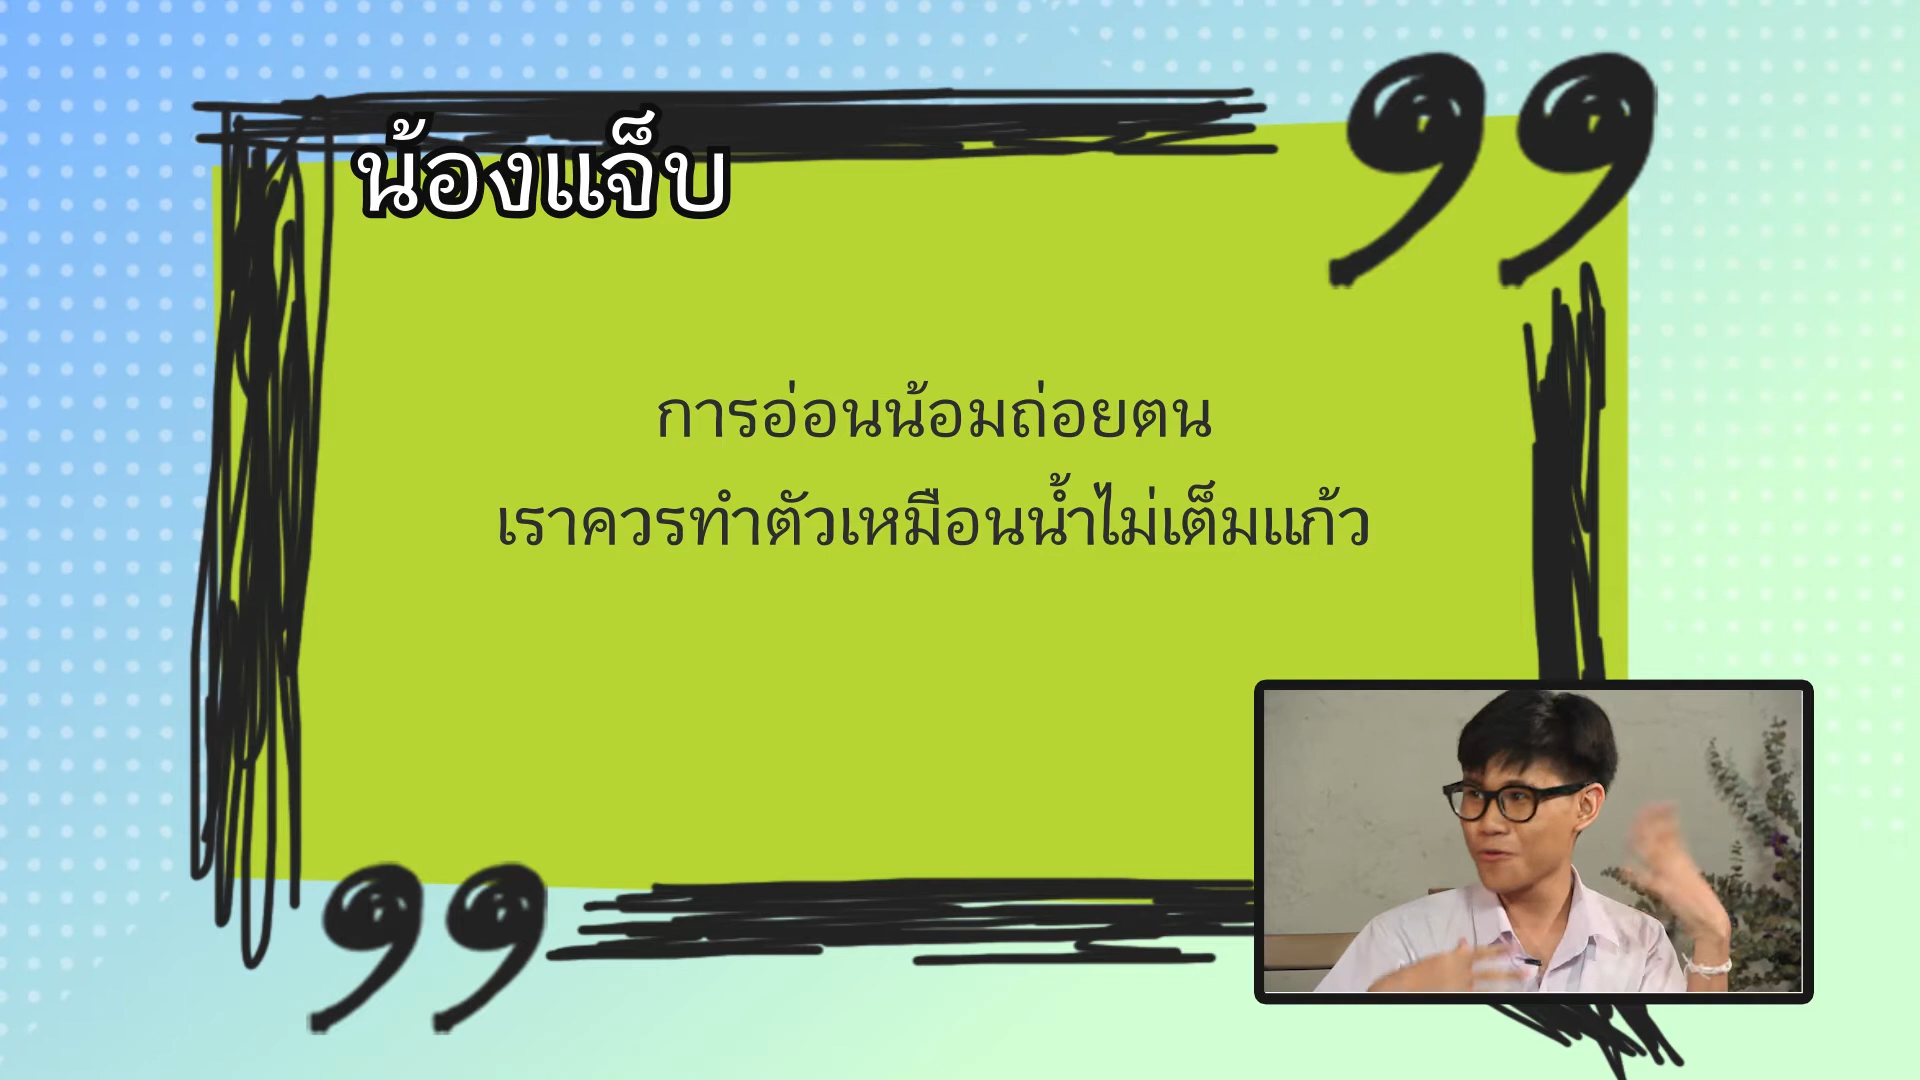 น้องแจ็บ
การอ่อนน้อมถ่อยตน
เราควรทำตัวเหมือนน้ำไม่เต็มแก้ว